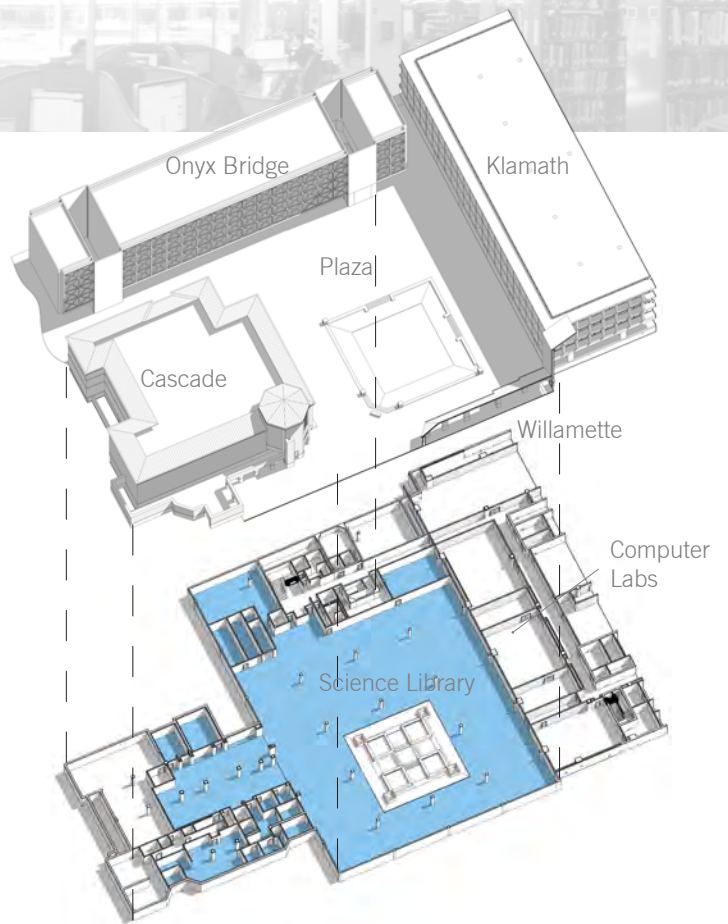 Onyx Bridge
Klamath
Plaza
Cascade
Willamette
Computer
Labs
Science Library